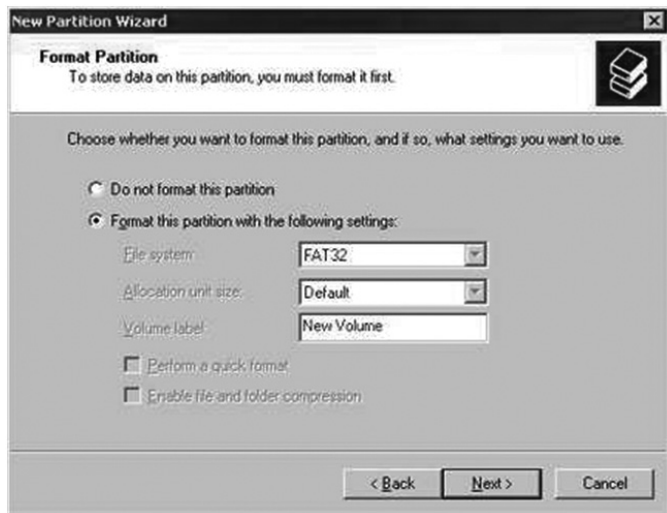 New Partition Wizard
Format Partition
To store data on this partition, you must format it first.
Choose whether you want to format this partition, and if so, what settings you want to use.
Do not format this partition
Format this partition with the following settings:
File system: FAT32
Allocation unit size: Default
Volume label: New Volume
Perform a quick format
Enable file and folder compression
< Back Next > Cancel